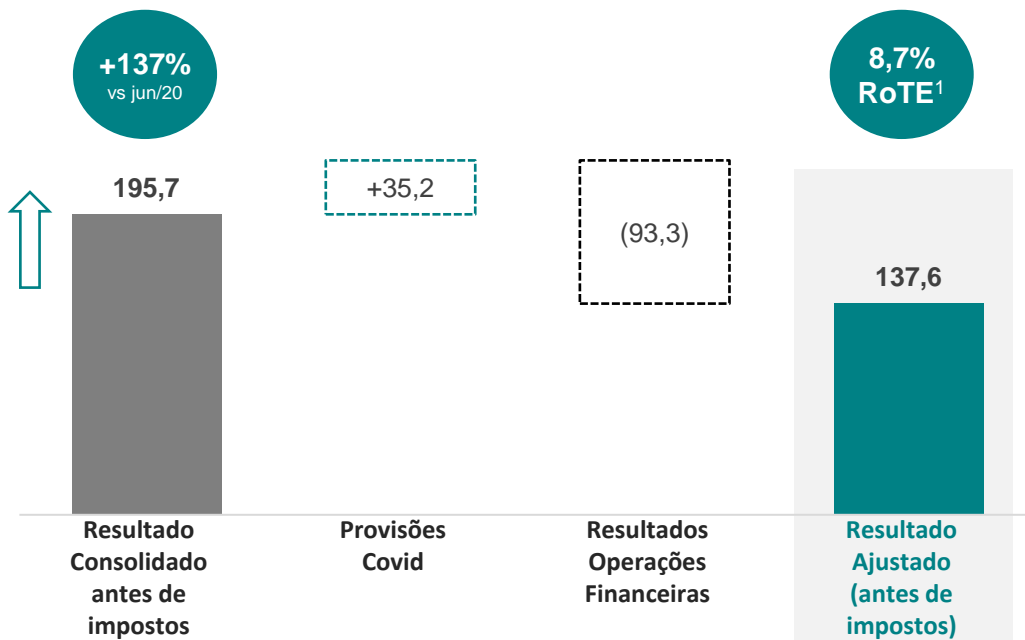 +137%
vs jun/20
8,7%
RoTE¹
195,7
+35,2
(93,3)
137,6
Resultado
Consolidado
antes de
impostos
Provisões
Covid
Resultados
Operações
Financeiras
Resultado
Ajustado
(antes de
impostos)